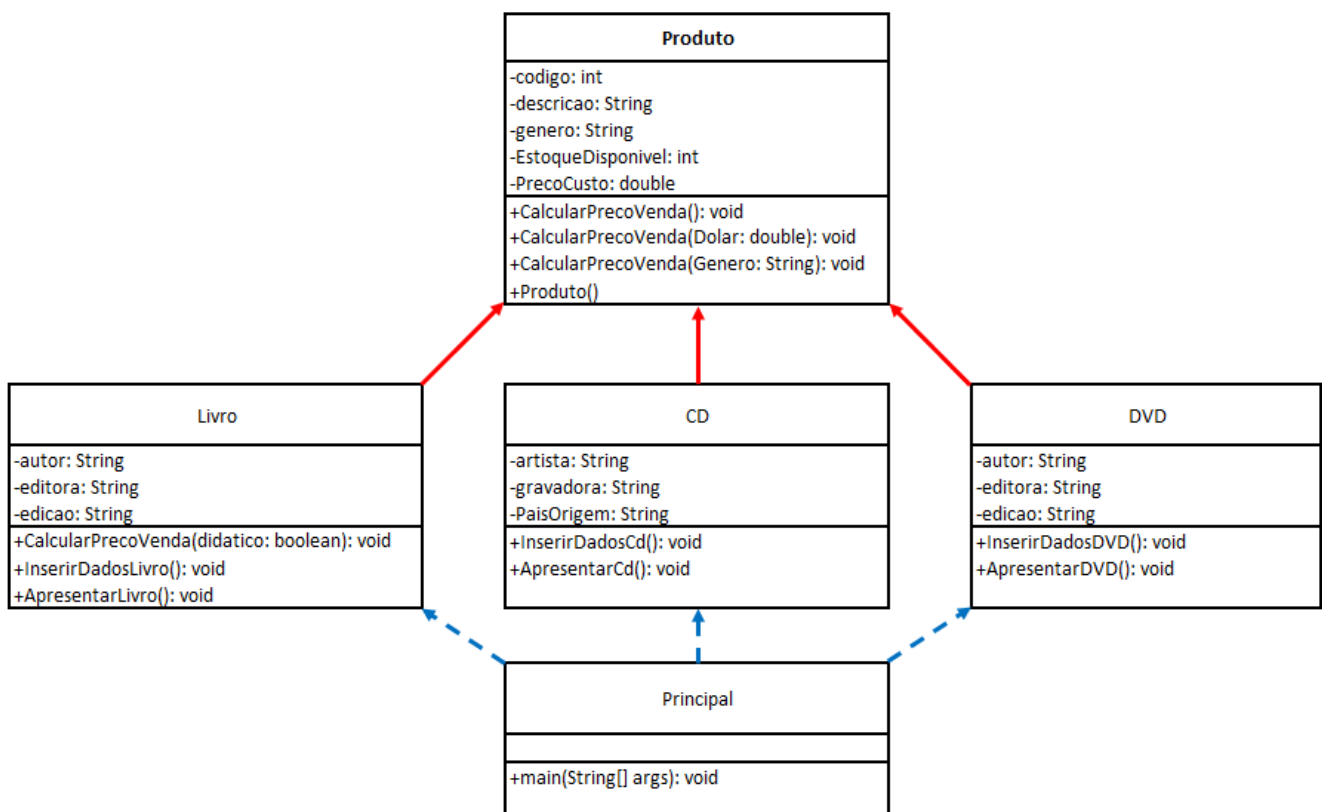 Produto
-codigo: int
-descricao: String
-genero: String
-EstoqueDisponivel: int
-PrecoCusto: double
+CalcularPrecoVenda(): void
+CalcularPrecoVenda(Dolar: double): void
+CalcularPrecoVenda(Genero: String): void
+Produto()
Livro
-autor: String
-editora: String
-edicao: String
+CalcularPrecoVenda(didatico: boolean): void
+InserirDadosLivro(): void
+ApresentarLivro(): void
CD
-artista: String
-gravadora: String
-PaisOrigem: String
+InserirDadosCd(): void
+ApresentarCd(): void
DVD
-autor: String
-editora: String
-edicao: String
+InserirDadosDVD(): void
+ApresentarDVD(): void
Principal
+main(String[] args): void